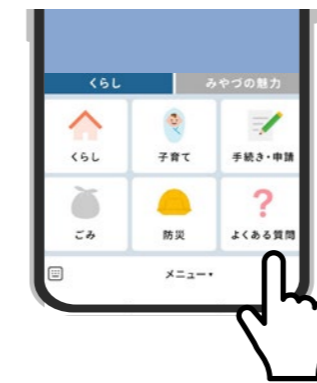 くらし
みやづの魅力
くらし
子育て
手続き・申請
ごみ
防災
?
よくある質問
メニュー▾